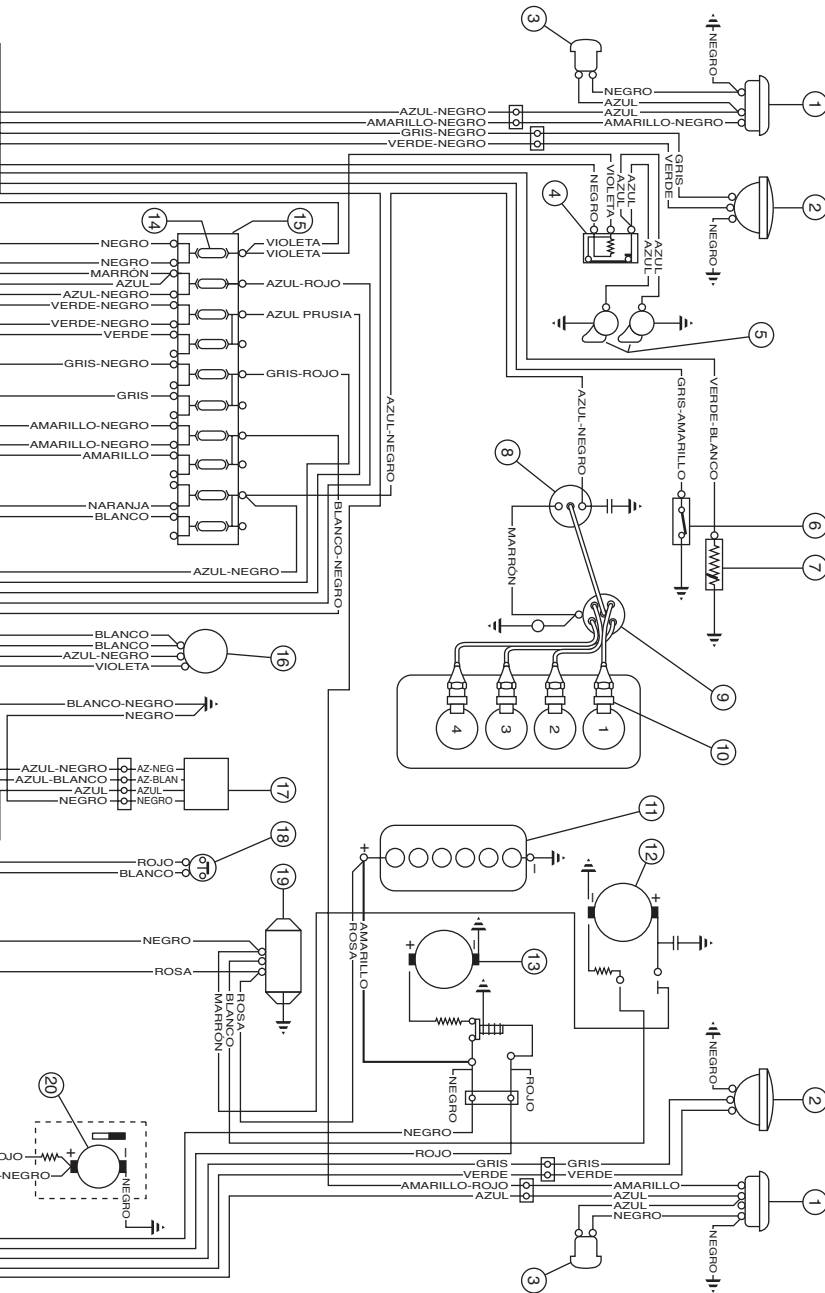 3
NEGRO
NEGRO
AZUL
AZUL
AMARILLO-NEGRO
1
AZUL-NEGRO
AMARILLO-NEGRO
GRIS-NEGRO
VERDE-NEGRO
GRIS
VERDE
2
NEGRO
4
NEGRO
VIOLETA
AZUL
AZUL
AZUL
AZUL
5
14
15
NEGRO
NEGRO
MARRÓN
AZUL
AZUL-NEGRO
VERDE-NEGRO
VERDE-NEGRO
VERDE
GRIS-NEGRO
GRIS
AMARILLO-NEGRO
AMARILLO-NEGRO
AMARILLO
NARANJA
BLANCO
VIOLETA
VIOLETA
AZUL-ROJO
AZUL PRUSIA
GRIS-ROJO
AZUL-NEGRO
BLANCO-NEGRO
AZUL-NEGRO
AZUL-NEGRO
GRIS-AMARILLO
VERDE-BLANCO
8
6
7
MARRÓN
9
10
4
3
2
1
BLANCO
BLANCO
AZUL-NEGRO
VIOLETA
16
BLANCO-NEGRO
NEGRO
AZUL-NEGRO
AZUL-BLANCO
AZUL
NEGRO
AZ-NEG
AZ-BLAN
AZUL
NEGRO
17
11
+
–
12
–
+
ROJO
BLANCO
18
19
NEGRO
ROSA
ROSA
BLANCO
MARRÓN
AMARILLO
ROSA
+
–
13
NEGRO
ROJO
20
OJO
-NEGRO
+
–
NEGRO
NEGRO
ROJO
GRIS
VERDE
AMARILLO-ROJO
AZUL
GRIS
VERDE
NEGRO
2
AMARILLO
AZUL
AZUL
NEGRO
1
NEGRO
3